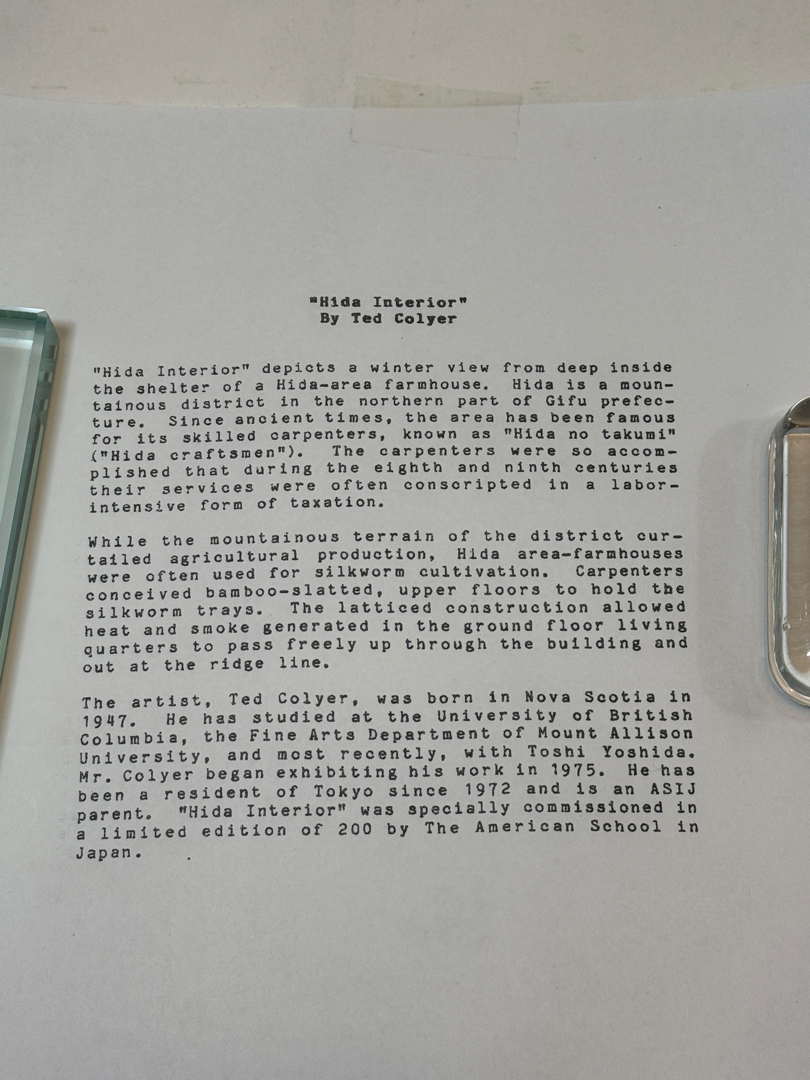 "Hida Interior"
By Ted Colyer
"Hida Interior" depicts a winter view from deep inside
the shelter of a Hida-area farmhouse. Hida is a moun-
tainous district in the northern part of Gifu prefec-
ture. Since ancient times, the area has been famous
for its skilled carpenters, known as "Hida no takumi"
("Hida craftsmen"). The carpenters were so accom-
plished that during the eighth and ninth centuries
their services were often conscripted in a labor-
intensive form of taxation.
While the mountainous terrain of the district cur-
tailed agricultural production, Hida area-farmhouses
were often used for silkworm cultivation. Carpenters
conceived bamboo-slatted, upper floors to hold the
silkworm trays. The latticed construction allowed
heat and smoke generated in the ground floor living
quarters to pass freely up through the building and
out at the ridge line.
The artist, Ted Colyer, was born in Nova Scotia in
1947. He has studied at the University of British
Columbia, the Fine Arts Department of Mount Allison
University, and most recently, with Toshi Yoshida.
Mr. Colyer began exhibiting his work in 1975. He has
been a resident of Tokyo since 1972 and is an ASIJ
parent. "Hida Interior" was specially commissioned in
a limited edition of 200 by The American School in
Japan.